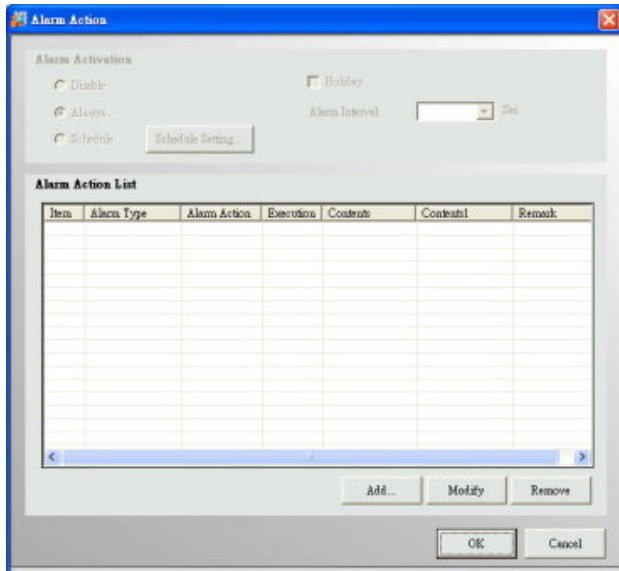 Alarm Action
Alarm Activation
Disable
Holiday
Always
Alarm Interval
Sec
Schedule
Schedule Setting...
Alarm Action List
Item Alarm Type Alarm Action Execution Contents Contents1 Remark
Add... Modify Remove
OK Cancel